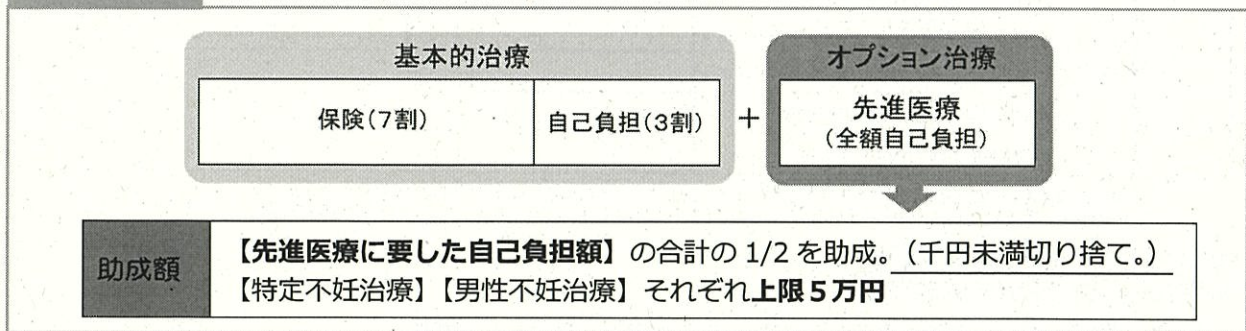 基本的治療
保険(7割)
自己負担(3割)
+
オプション治療
先進医療
(全額自己負担)
助成額
【先進医療に要した自己負担額】の合計の 1/2 を助成。(千円未満切り捨て。)
【特定不妊治療】【男性不妊治療】それぞれ上限5万円